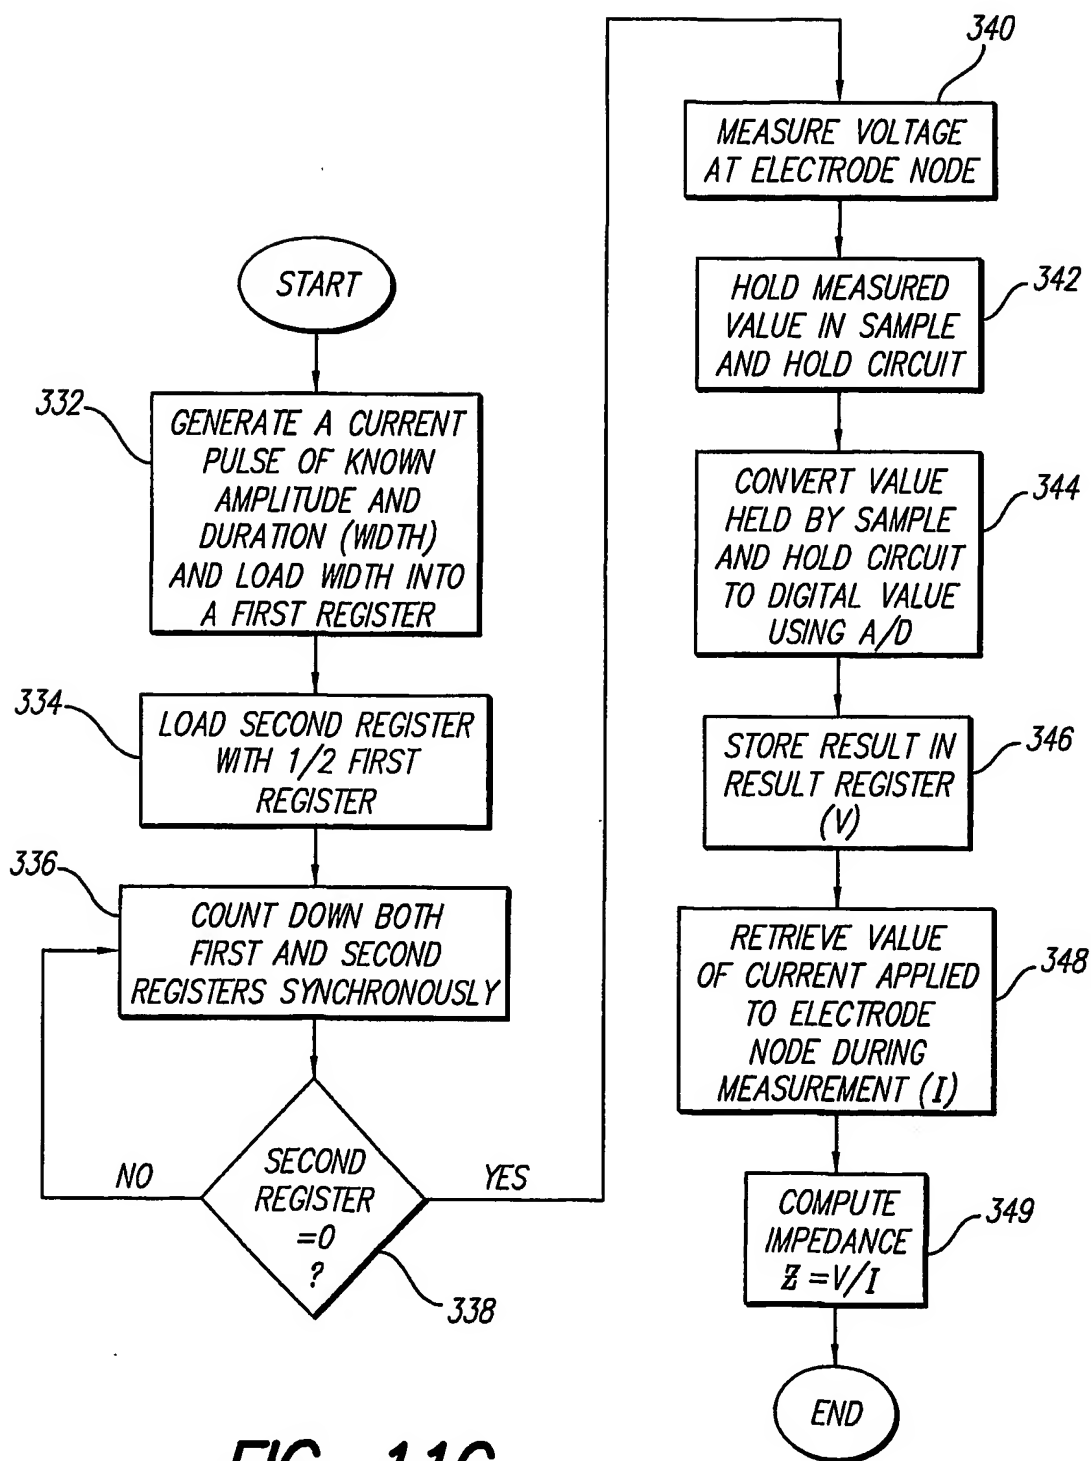 START
332
GENERATE A CURRENT
PULSE OF KNOWN
AMPLITUDE AND
DURATION (WIDTH)
AND LOAD WIDTH INTO
A FIRST REGISTER
334
LOAD SECOND REGISTER
WITH 1/2 FIRST
REGISTER
336
COUNT DOWN BOTH
FIRST AND SECOND
REGISTERS SYNCHRONOUSLY
NO
SECOND
REGISTER
=0
?
YES
338
340
MEASURE VOLTAGE
AT ELECTRODE NODE
342
HOLD MEASURED
VALUE IN SAMPLE
AND HOLD CIRCUIT
344
CONVERT VALUE
HELD BY SAMPLE
AND HOLD CIRCUIT
TO DIGITAL VALUE
USING A/D
346
STORE RESULT IN
RESULT REGISTER
(V)
348
RETRIEVE VALUE
OF CURRENT APPLIED
TO ELECTRODE
NODE DURING
MEASUREMENT (I)
349
COMPUTE
IMPEDANCE
Z=V/I
END
FIG. 11C